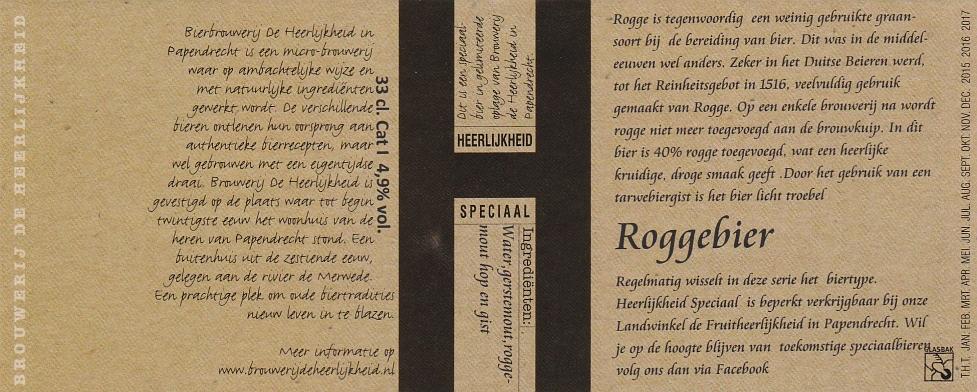 BROUWERIJ DE HEERLIJKHEID
Bierbrouwerij De Heerlijkheid in
Papendrecht is een micro-brouwerij
waar op ambachtelijke wijze en
met natuurlijke ingrediënten
gewerkt wordt. De verschillende
bieren ontlenen hun oorsprong aan
authentieke bierrecepten, maar
wel gebrouwen met een eigentijdse
draai. Brouwerij De Heerlijkheid is
gevestigd op de plaats waar tot begin
twintigste eeuw het woonhuis van de
heren van Papendrecht stond. Een
buitenhuis uit de zestiende eeuw,
gelegen aan de rivier de Merwede.
Een prachtige plek om oude biertradities
nieuw leven in te blazen.
Meer informatie op
www.brouwerijdeheerlijkheid.nl
33 cl. Cat I 4,9% vol.
Dit is een speciaal-
bier in gelimiteerde
oplage van Brouwerij
de Heerlijkheid in
Papendrecht.
HEERLIJKHEID
SPECIAAL
Ingrediënten:
Water, gerstemout, rogge-
mout hop en gist
Rogge is tegenwoordig een weinig gebruikte graan-
soort bij de bereiding van bier. Dit was in de middel-
eeuwen wel anders. Zeker in het Duitse Beieren werd,
tot het Reinheitsgebot in 1516, veelvuldig gebruik
gemaakt van Rogge. Op een enkele brouwerij na wordt
rogge niet meer toegevoegd aan de brouwkuip. In dit
bier is 40% rogge toegevoegd, wat een heerlijke
kruidige, droge smaak geeft .Door het gebruik van een
tarwebiergist is het bier licht troebel
Roggebier
Regelmatig wisselt in deze serie het biertype.
Heerlijkheid Speciaal is beperkt verkrijgbaar bij onze
Landwinkel de Fruitheerlijkheid in Papendrecht. Wil
je op de hoogte blijven van toekomstige speciaalbieren
volg ons dan via Facebook
GLASBAK
T.H.T. JAN. FEB. MRT. APR. MEI JUN. JUL. AUG. SEPT. OKT. NOV. DEC. 2015 2016 2017